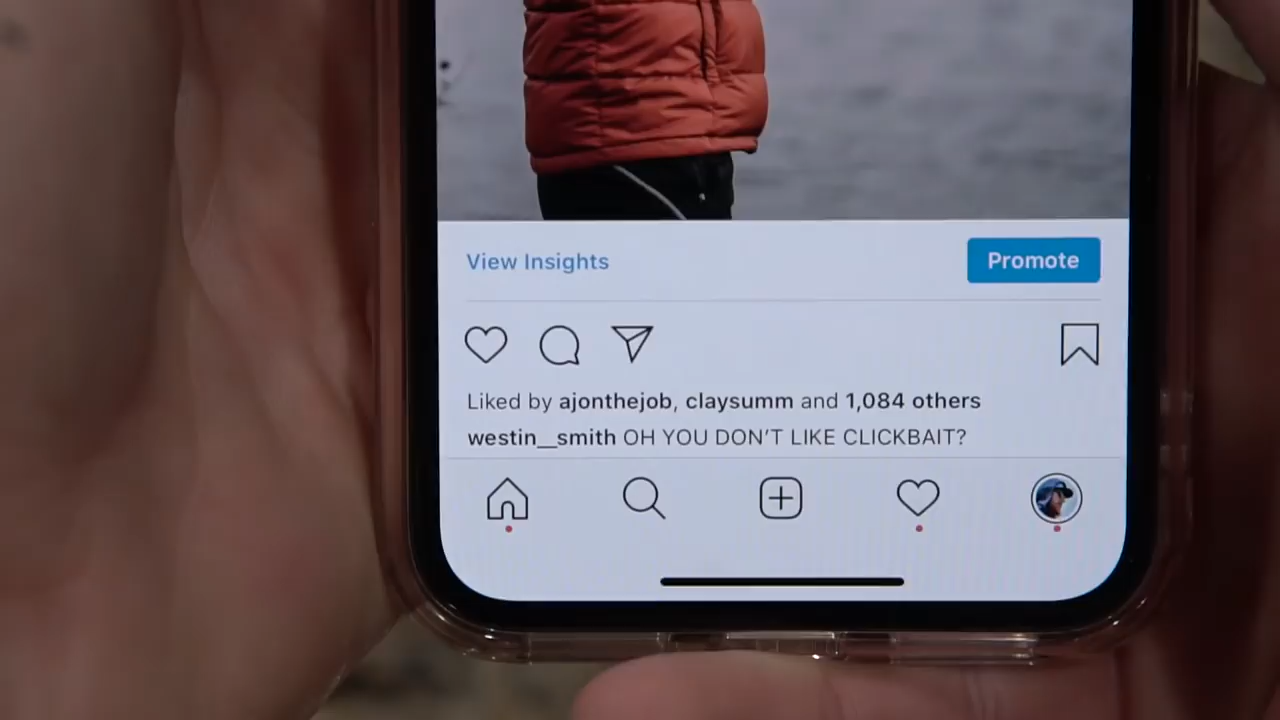 View Insights
Promote
Liked by ajonthejob, claysumm and 1,084 others
westin__smith OH YOU DON'T LIKE CLICKBAIT?